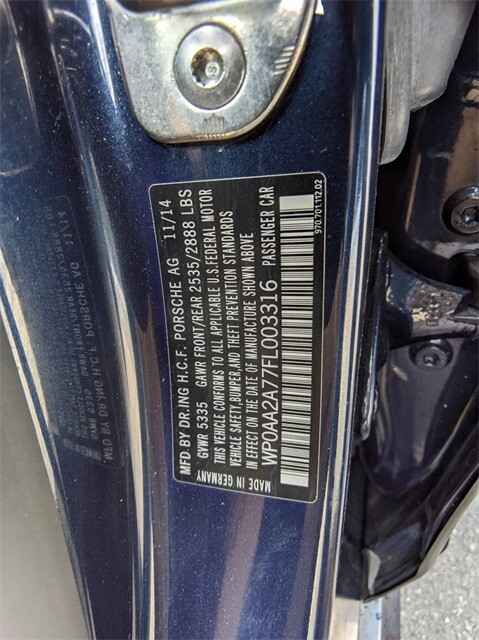 MFD BY DR.ING H.C.F. PORSCHE AG 11/14
GVWR 5335 GAWR FRONT/REAR 2535/2888 LBS
THIS VEHICLE CONFORMS TO ALL APPLICABLE U.S.FEDERAL MOTOR
VEHICLE SAFETY,BUMPER,AND THEFT PREVENTION STANDARDS
IN EFFECT ON THE DATE OF MANUFACTURE SHOWN ABOVE
WP0AA2A77FL003316 PASSENGER CAR
MADE IN GERMANY 970.701.112.02